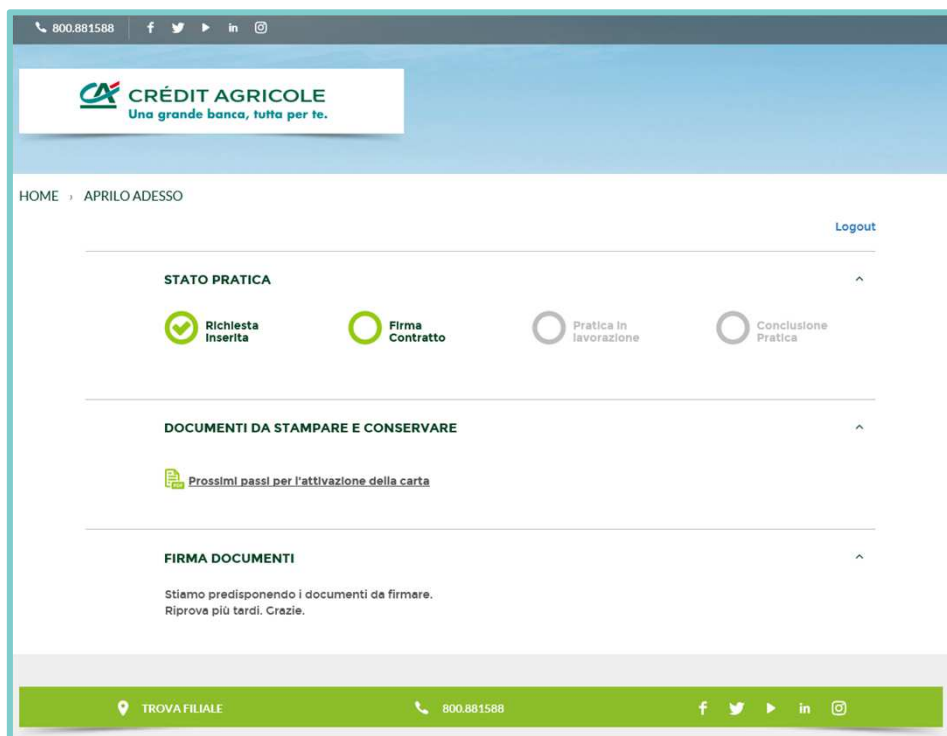 800.881588
CRÉDIT AGRICOLE
Una grande banca, tutta per te.
HOME › APRILO ADESSO
Logout
STATO PRATICA
Richiesta Inserita
Firma Contratto
Pratica in lavorazione
Conclusione Pratica
DOCUMENTI DA STAMPARE E CONSERVARE
Prossimi passi per l'attivazione della carta
FIRMA DOCUMENTI
Stiamo predisponendo i documenti da firmare.
Riprova più tardi. Grazie.
TROVA FILIALE 800.881588